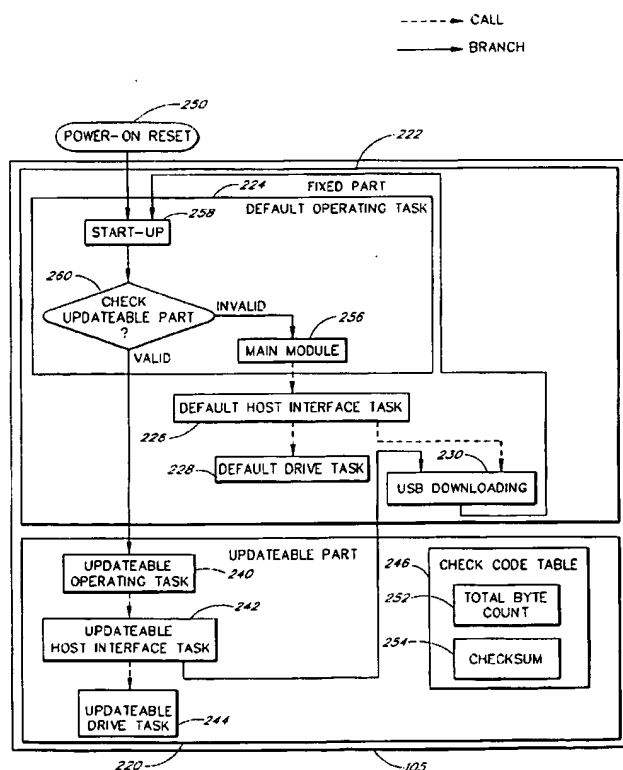 CALL
BRANCH
250
POWER-ON RESET
222
224
FIXED PART
258
DEFAULT OPERATING TASK
START-UP
260
CHECK
UPDATEABLE PART
?
INVALID
256
MAIN MODULE
VALID
DEFAULT HOST INTERFACE TASK
226
228
DEFAULT DRIVE TASK
230
USB DOWNLOADING
UPDATEABLE PART
UPDATEABLE
OPERATING TASK
240
246
CHECK CODE TABLE
252
TOTAL BYTE
COUNT
242
UPDATEABLE
HOST INTERFACE TASK
254
CHECKSUM
UPDATEABLE
DRIVE TASK
244
220
105